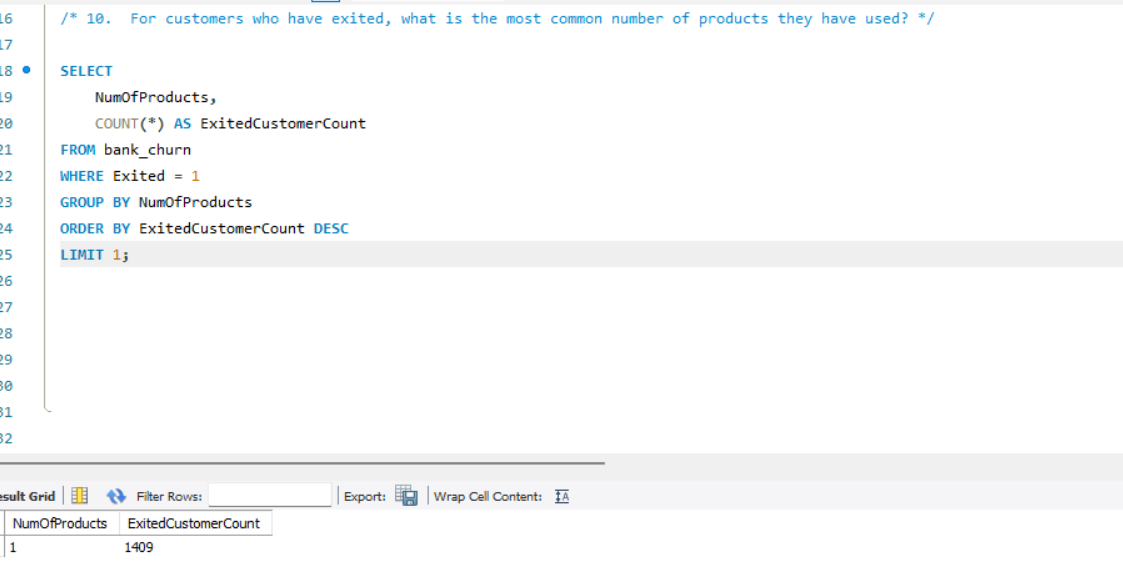 16 /* 10.  For customers who have exited, what is the most common number of products they have used? */
17
18 SELECT
19 NumOfProducts,
20 COUNT(*) AS ExitedCustomerCount
21 FROM bank_churn
22 WHERE Exited = 1
23 GROUP BY NumOfProducts
24 ORDER BY ExitedCustomerCount DESC
25 LIMIT 1;
26
27
28
29
30
31
32
esult Grid Filter Rows: Export: Wrap Cell Content: IA
NumOfProducts ExitedCustomerCount
1 1409